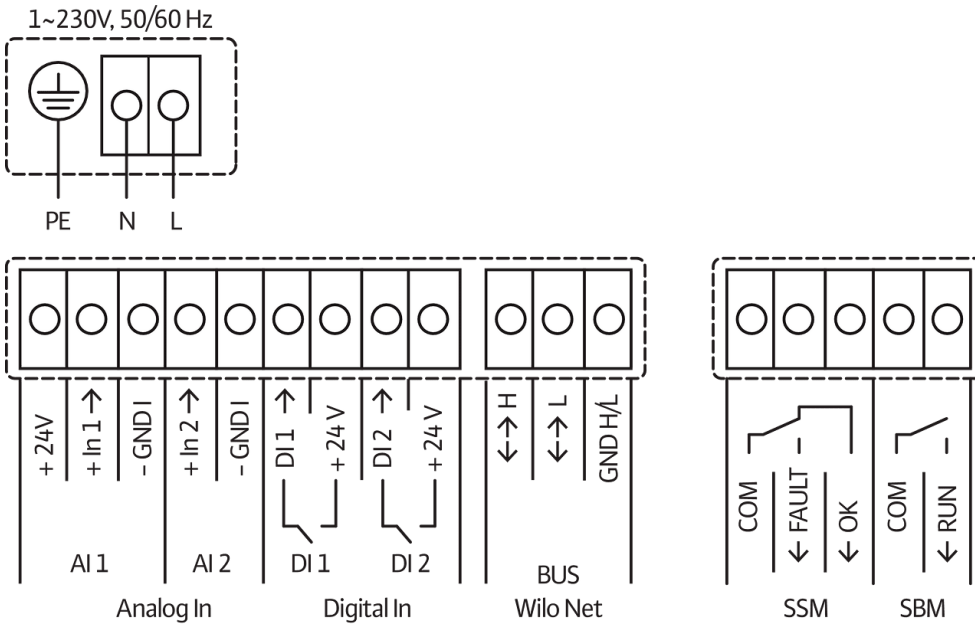 1~230V, 50/60 Hz
PE N L
+ 24V
+ In 1 →
- GND I
+ In 2 →
- GND I
DI 1 →
+ 24 V
DI 2 →
+ 24 V
H
L
GND H/L
COM
FAULT
OK
COM
RUN
AI 1 AI 2 DI 1 DI 2
BUS
Analog In Digital In Wilo Net SSM SBM